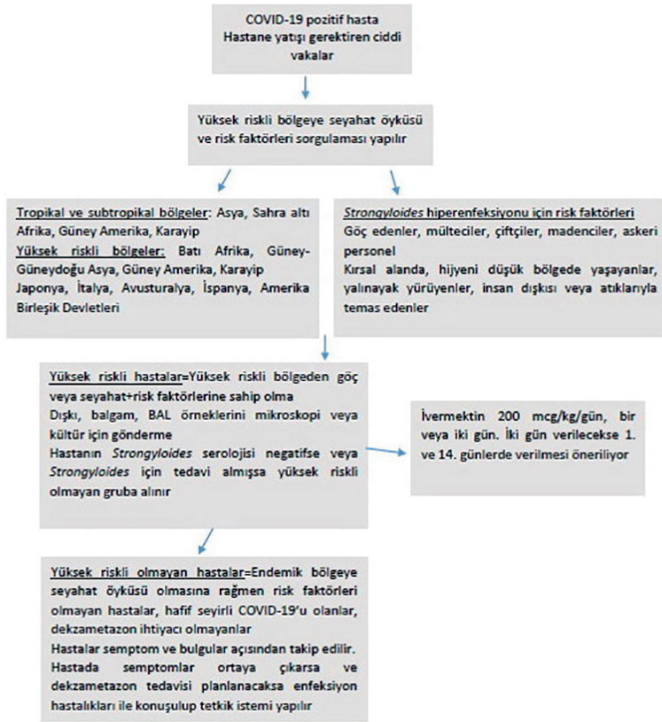 COVID-19 pozitif hasta
Hastane yatışı gerektiren ciddi
vakalar
Yüksek riskli bölgeye seyahat öyküsü
ve risk faktörleri sorgulaması yapılır
Tropikal ve subtropikal bölgeler: Asya, Sahra altı
Afrika, Güney Amerika, Karayip
Yüksek riskli bölgeler: Batı Afrika, Güney-
Güneydoğu Asya, Güney Amerika, Karayip
Japonya, İtalya, Avusturalya, İspanya, Amerika
Birleşik Devletleri
Strongyloides hiperenfeksiyonu için risk faktörleri
Göç edenler, mülteciler, çiftçiler, madenciler, askeri
personel
Kırsal alanda, hijyeni düşük bölgede yaşayanlar,
yalınayak yürüyenler, insan dışkısı veya atıklarıyla
temas edenler
Yüksek riskli hastalar=Yüksek riskli bölgeden göç
veya seyahat+risk faktörlerine sahip olma
Dışkı, balgam, BAL örneklerini mikroskopi veya
kültür için gönderme
Hastanın Strongyloides serolojisi negatifse veya
Strongyloides için tedavi almışsa yüksek riskli
olmayan gruba alınır
İvermektin 200 mcg/kg/gün, bir
veya iki gün. İki gün verilecekse 1.
ve 14. günlerde verilmesi öneriliyor
Yüksek riskli olmayan hastalar=Endemik bölgeye
seyahat öyküsü olmasına rağmen risk faktörleri
olmayan hastalar, hafif seyirli COVID-19'u olanlar,
dekzametazon ihtiyacı olmayanlar
Hastalar semptom ve bulgular açısından takip edilir.
Hastada semptomlar ortaya çıkarsa ve
dekzametazon tedavisi planlanacaksa enfeksiyon
hastalıkları ile konuşulup tetkik istemi yapılır